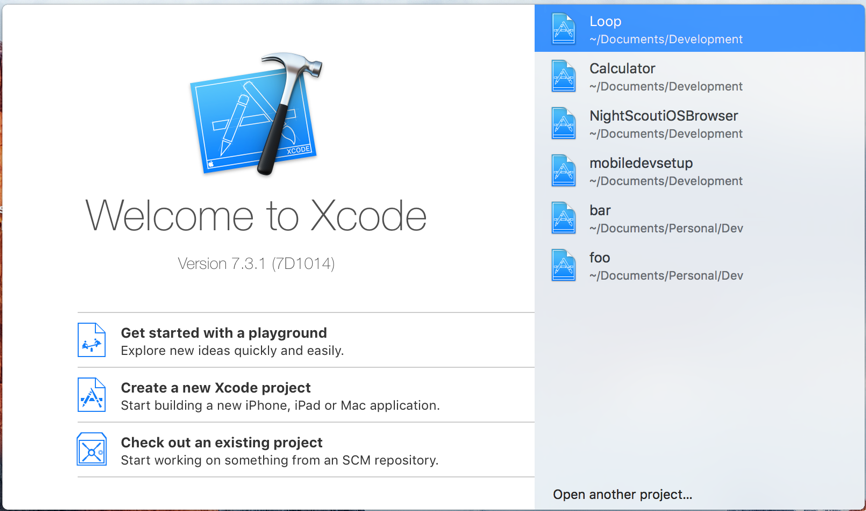 XCODE
Welcome to Xcode
Version 7.3.1 (7D1014)
Get started with a playground
Explore new ideas quickly and easily.
Create a new Xcode project
Start building a new iPhone, iPad or Mac application.
Check out an existing project
Start working on something from an SCM repository.
Loop
~/Documents/Development
Calculator
~/Documents/Development
NightScoutiOSBrowser
~/Documents/Development
mobiledevsetup
~/Documents/Development
bar
~/Documents/Personal/Dev
foo
~/Documents/Personal/Dev
Open another project...